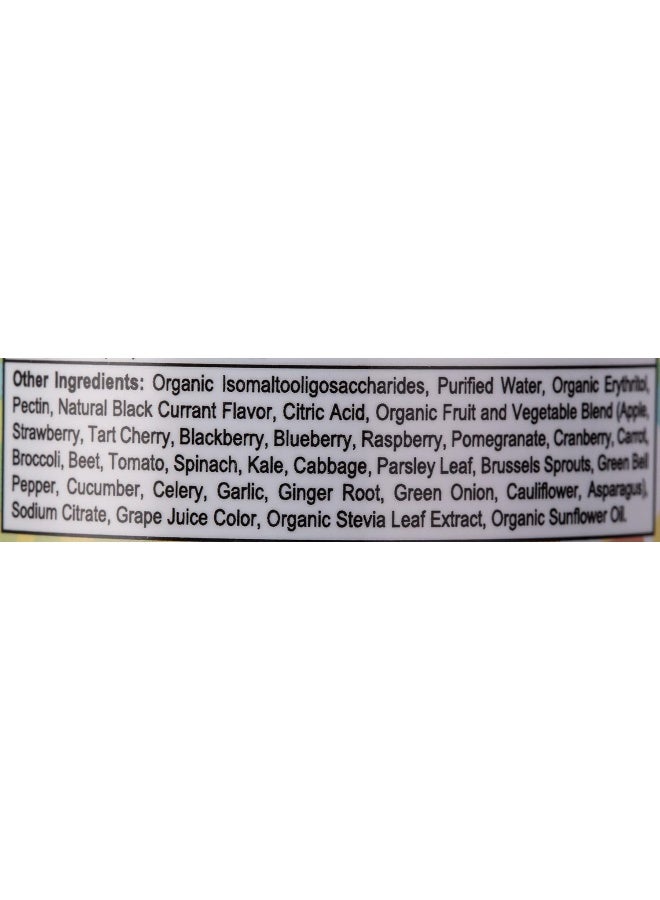 Other Ingredients: Organic Isomaltooligosaccharides, Purified Water, Organic Erythritol,
Pectin, Natural Black Currant Flavor, Citric Acid, Organic Fruit and Vegetable Blend (Apple,
Strawberry, Tart Cherry, Blackberry, Blueberry, Raspberry, Pomegranate, Cranberry, Carrot,
Broccoli, Beet, Tomato, Spinach, Kale, Cabbage, Parsley Leaf, Brussels Sprouts, Green Bell
Pepper, Cucumber, Celery, Garlic, Ginger Root, Green Onion, Cauliflower, Asparagus),
Sodium Citrate, Grape Juice Color, Organic Stevia Leaf Extract, Organic Sunflower Oil.